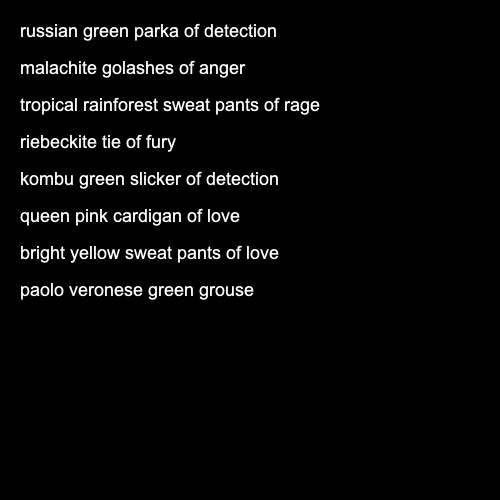 russian green parka of detection
malachite golashes of anger
tropical rainforest sweat pants of rage
riebeckite tie of fury
kombu green slicker of detection
queen pink cardigan of love
bright yellow sweat pants of love
paolo veronese green grouse